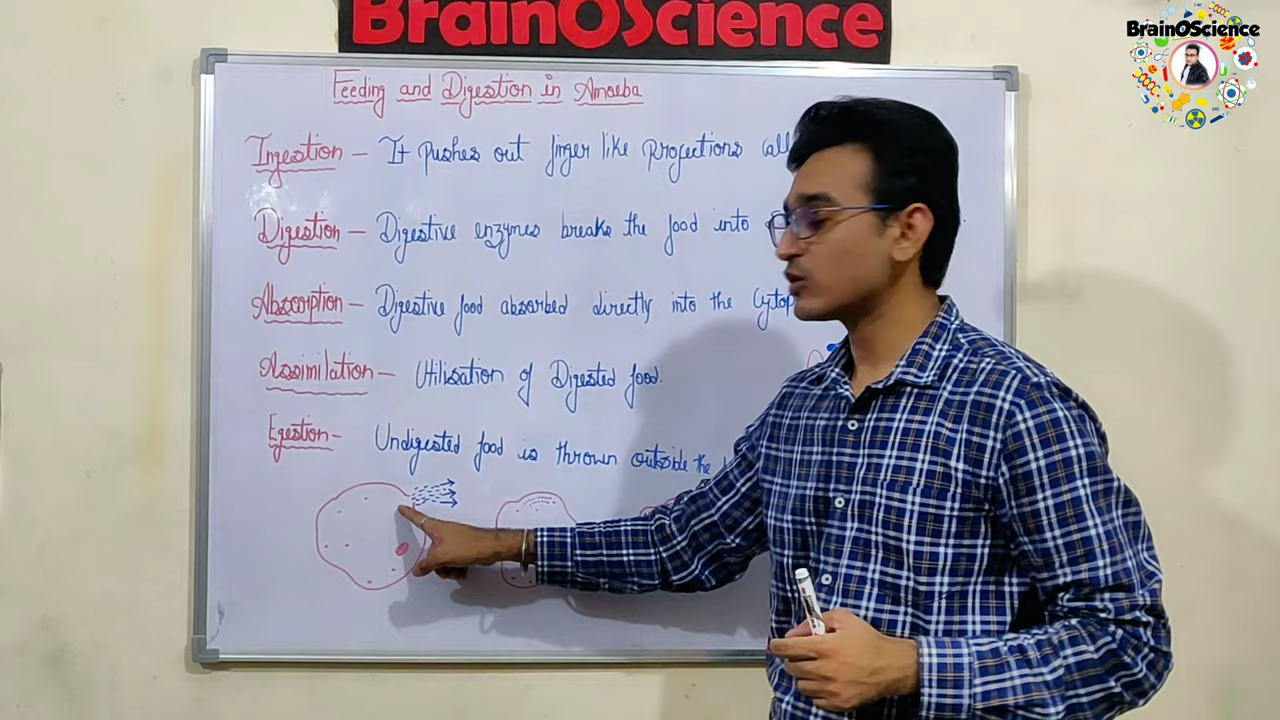 BrainOScience
BrainOScience
Feeding and Digestion in Amoeba
Ingestion – It pushes out finger like Projections
Digestion – Digestive enzymes breaks the food into
Absorption – Digestive food absorbed directly into the
Assimilation – Utilisation of Digested food.
Egestion – Undigested food is thrown outside the